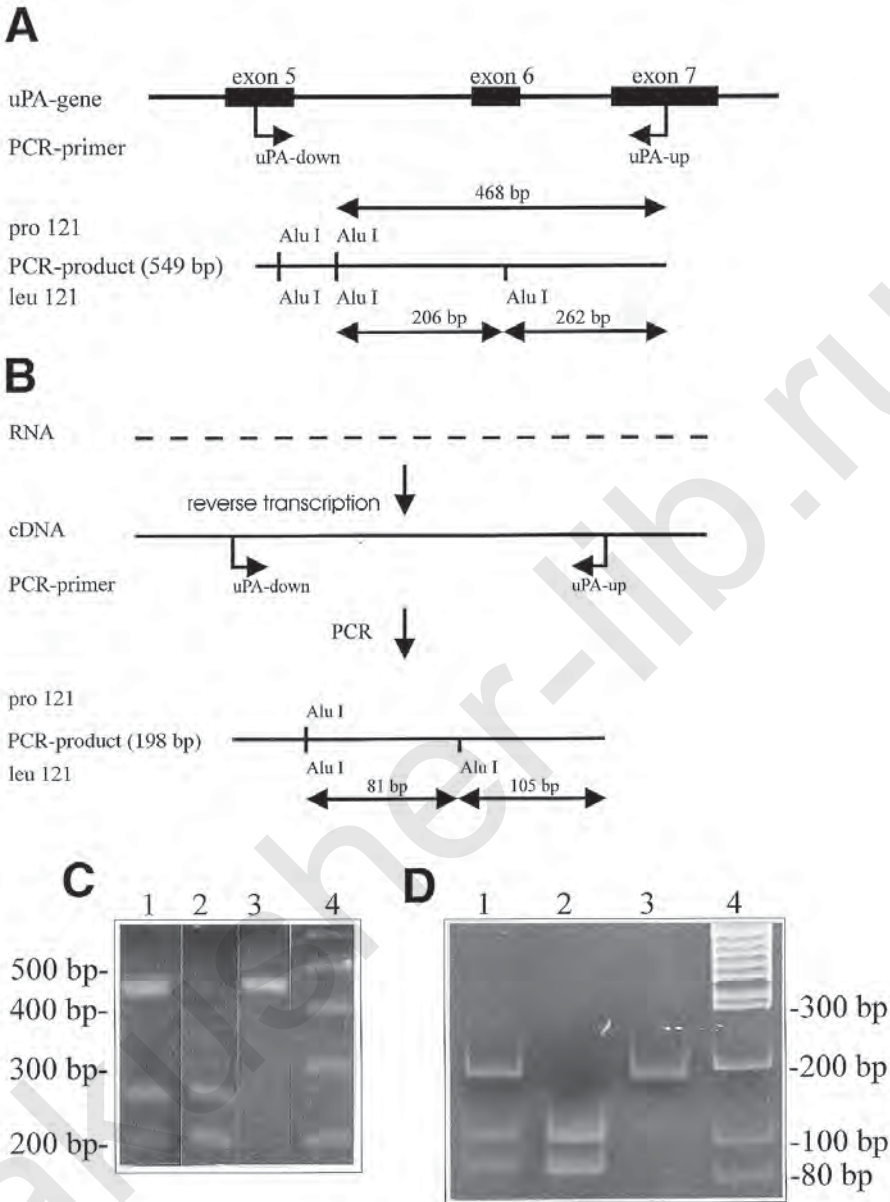 A
exon 5 exon 6 exon 7
uPA-gene
PCR-primer
uPA-down uPA-up
468 bp
pro 121
Alu I Alu I
PCR-product (549 bp)
leu 121
Alu I Alu I Alu I
206 bp 262 bp
B
RNA
reverse transcription
cDNA
PCR-primer
uPA-down uPA-up
PCR
pro 121
Alu I
PCR-product (198 bp)
leu 121
Alu I Alu I
81 bp 105 bp
C
1 2 3 4
500 bp-
400 bp-
300 bp-
200 bp-
D
1 2 3 4
-300 bp
-200 bp
-100 bp
-80 bp
akusher-lib.ru